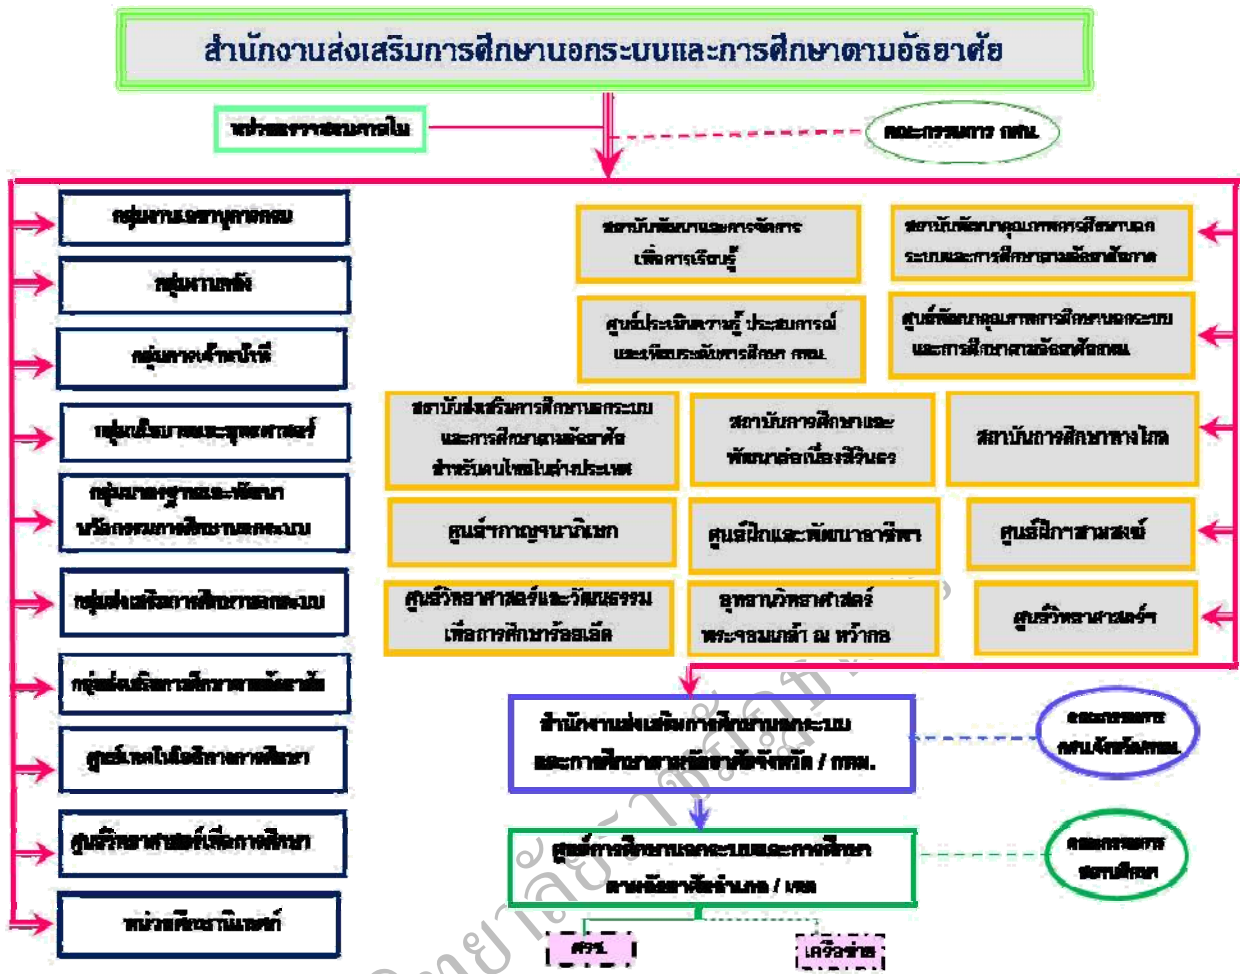 สำนักงานส่งเสริมการศึกษานอกระบบและการศึกษาตามอัธยาศัย
หน่วยตรวจสอบภายใน
คณะกรรมการ กศน.
กลุ่มงานเลขานุการกรม
กลุ่มงานคลัง
กลุ่มการเจ้าหน้าที่
กลุ่มนโยบายและยุทธศาสตร์
กลุ่มมาตรฐานและพัฒนา
นวัตกรรมการศึกษานอกระบบ
กลุ่มส่งเสริมการศึกษานอกระบบ
กลุ่มส่งเสริมการศึกษาตามอัธยาศัย
ศูนย์เทคโนโลยีทางการศึกษา
ศูนย์วิทยาศาสตร์เพื่อการศึกษา
หน่วยศึกษานิเทศก์
สถาบันพัฒนาและการจัดการ
เพื่อการเรียนรู้
สถาบันพัฒนาคุณภาพการศึกษานอก
ระบบและการศึกษาตามอัธยาศัยภาค
ศูนย์ประเมินความรู้ ประสบการณ์
และเทียบระดับการศึกษา กทม.
ศูนย์พัฒนาคุณภาพการศึกษานอกระบบ
และการศึกษาตามอัธยาศัยกทม.
สถาบันส่งเสริมการศึกษานอกระบบ
และการศึกษาตามอัธยาศัย
สำหรับคนไทยในต่างประเทศ
สถาบันการศึกษาและ
พัฒนาต่อเนื่องสิรินธร
สถาบันการศึกษาทางไกล
ศูนย์ฯกาญจนาภิเษก
ศูนย์ฝึกและพัฒนาอาชีพฯ
ศูนย์ฝึกฯสามสงฆ์
ศูนย์วิทยาศาสตร์และวัฒนธรรม
เพื่อการศึกษาร้อยเอ็ด
อุทยานวิทยาศาสตร์
พระจอมเกล้า ณ หว้ากอ
ศูนย์วิทยาศาสตร์ฯ
สำนักงานส่งเสริมการศึกษานอกระบบ
และการศึกษาตามอัธยาศัยจังหวัด / กทม.
คณะกรรมการ
กศน.จังหวัด/กทม.
ศูนย์การศึกษานอกระบบและการศึกษา
ตามอัธยาศัยอำเภอ / เขต
คณะกรรมการ
สถานศึกษา
ศรช.
เครือข่าย